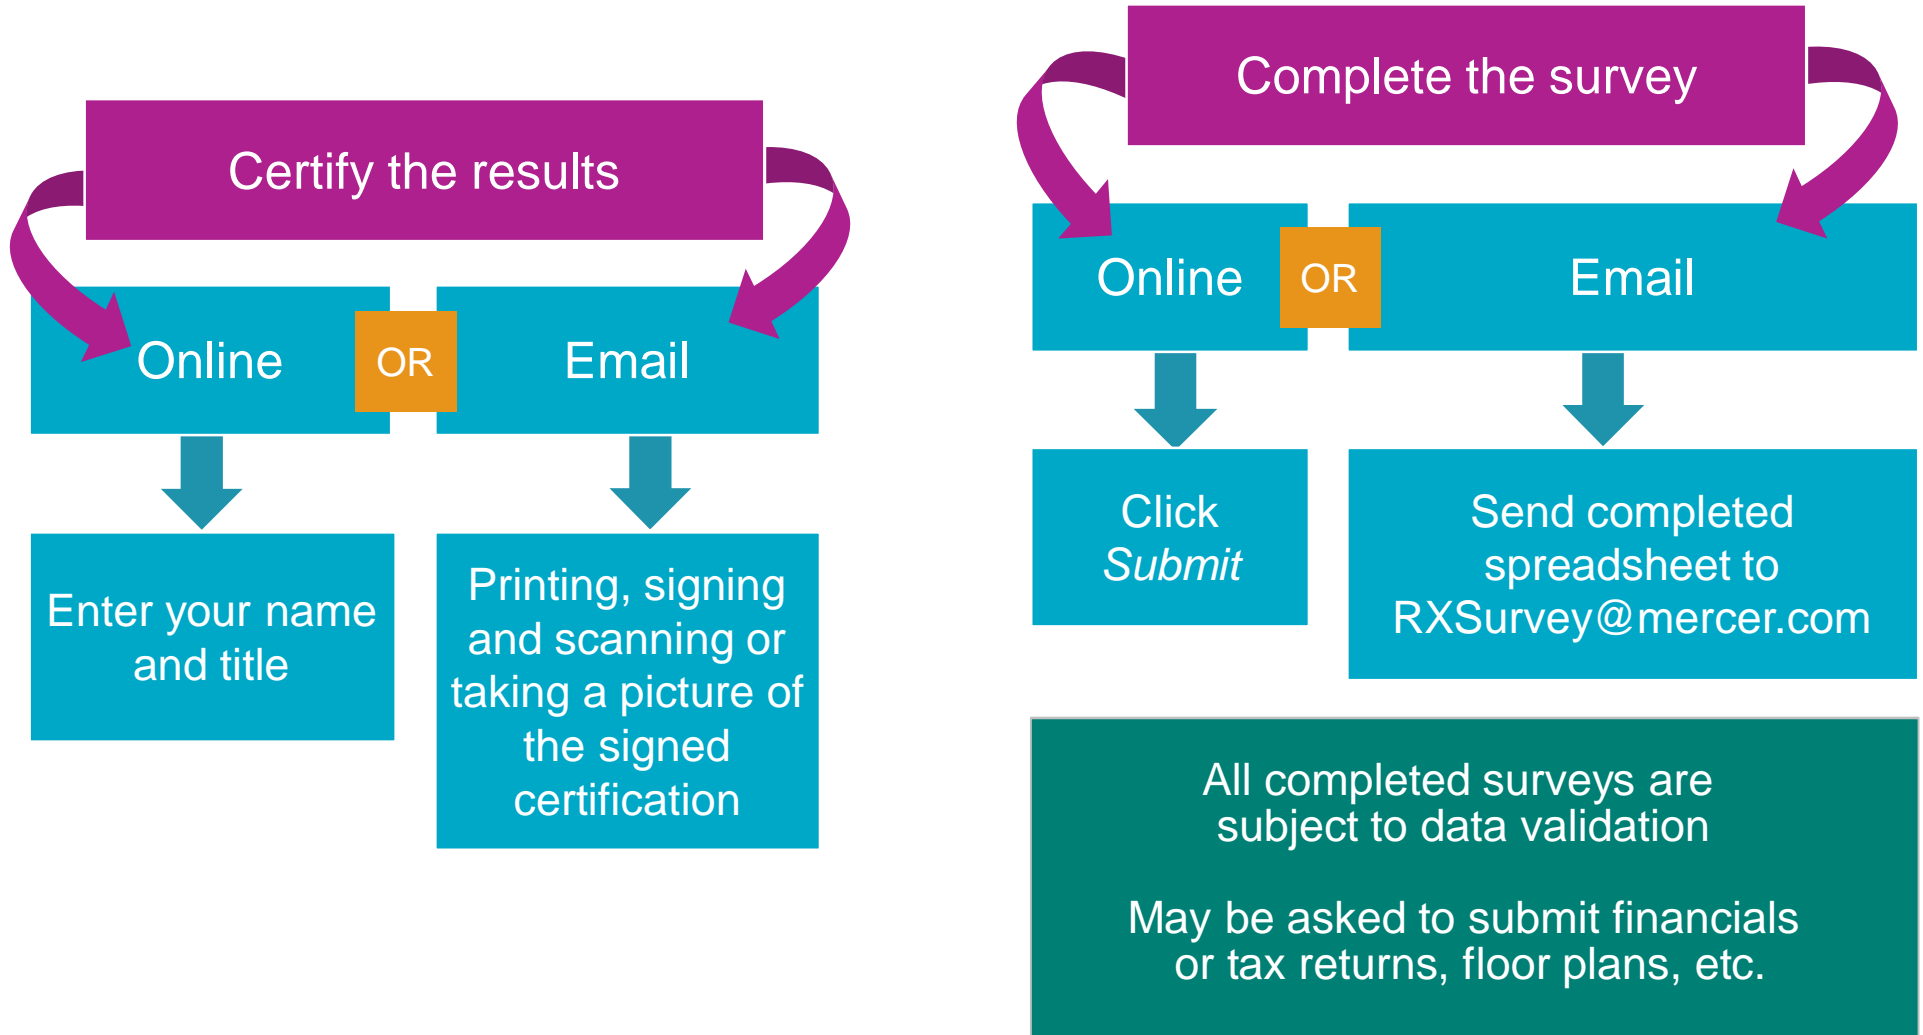 Certify the results
Online
OR
Email
Enter your name
and title
Printing, signing
and scanning or
taking a picture of
the signed
certification
Complete the survey
Online
OR
Email
Click
Submit
Send completed
spreadsheet to
RXSurvey@mercer.com
All completed surveys are
subject to data validation
May be asked to submit financials
or tax returns, floor plans, etc.